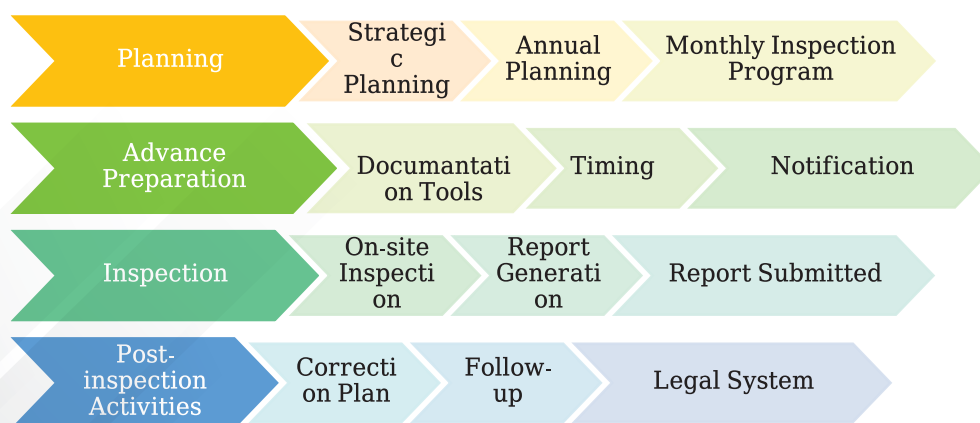 Planning
Strategi
c
Planning
Annual
Planning
Monthly Inspection
Program
Advance
Preparation
Documantati
on Tools
Timing
Notification
Inspection
On-site
Inspecti
on
Report
Generati
on
Report Submitted
Post-
inspection
Activities
Correcti
on Plan
Follow-
up
Legal System